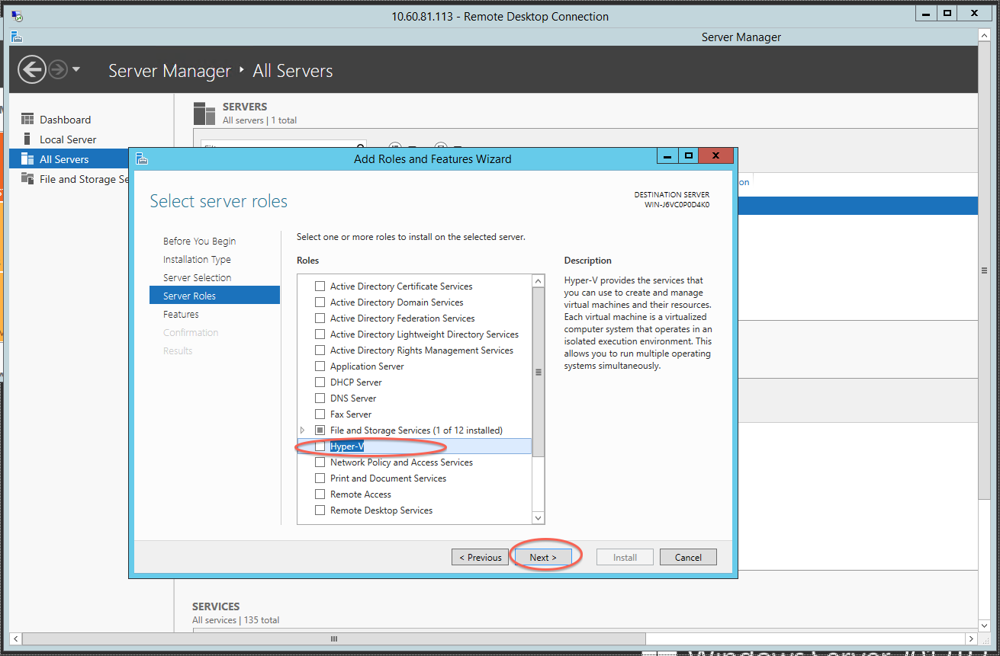 10.60.81.113 - Remote Desktop Connection
Server Manager
Server Manager ‣ All Servers
Dashboard
Local Server
All Servers
File and Storage Se
SERVERS
All servers | 1 total
on
Add Roles and Features Wizard
Select server roles
DESTINATION SERVER
WIN-J6VC0P0D4K0
Before You Begin
Installation Type
Server Selection
Server Roles
Features
Confirmation
Results
Select one or more roles to install on the selected server.
Roles
Active Directory Certificate Services
Active Directory Domain Services
Active Directory Federation Services
Active Directory Lightweight Directory Services
Active Directory Rights Management Services
Application Server
DHCP Server
DNS Server
Fax Server
File and Storage Services (1 of 12 installed)
Hyper-V
Network Policy and Access Services
Print and Document Services
Remote Access
Remote Desktop Services
Description
Hyper-V provides the services that
you can use to create and manage
virtual machines and their resources.
Each virtual machine is a virtualized
computer system that operates in an
isolated execution environment. This
allows you to run multiple operating
systems simultaneously.
< Previous
Next >
Install
Cancel
SERVICES
All services | 135 total